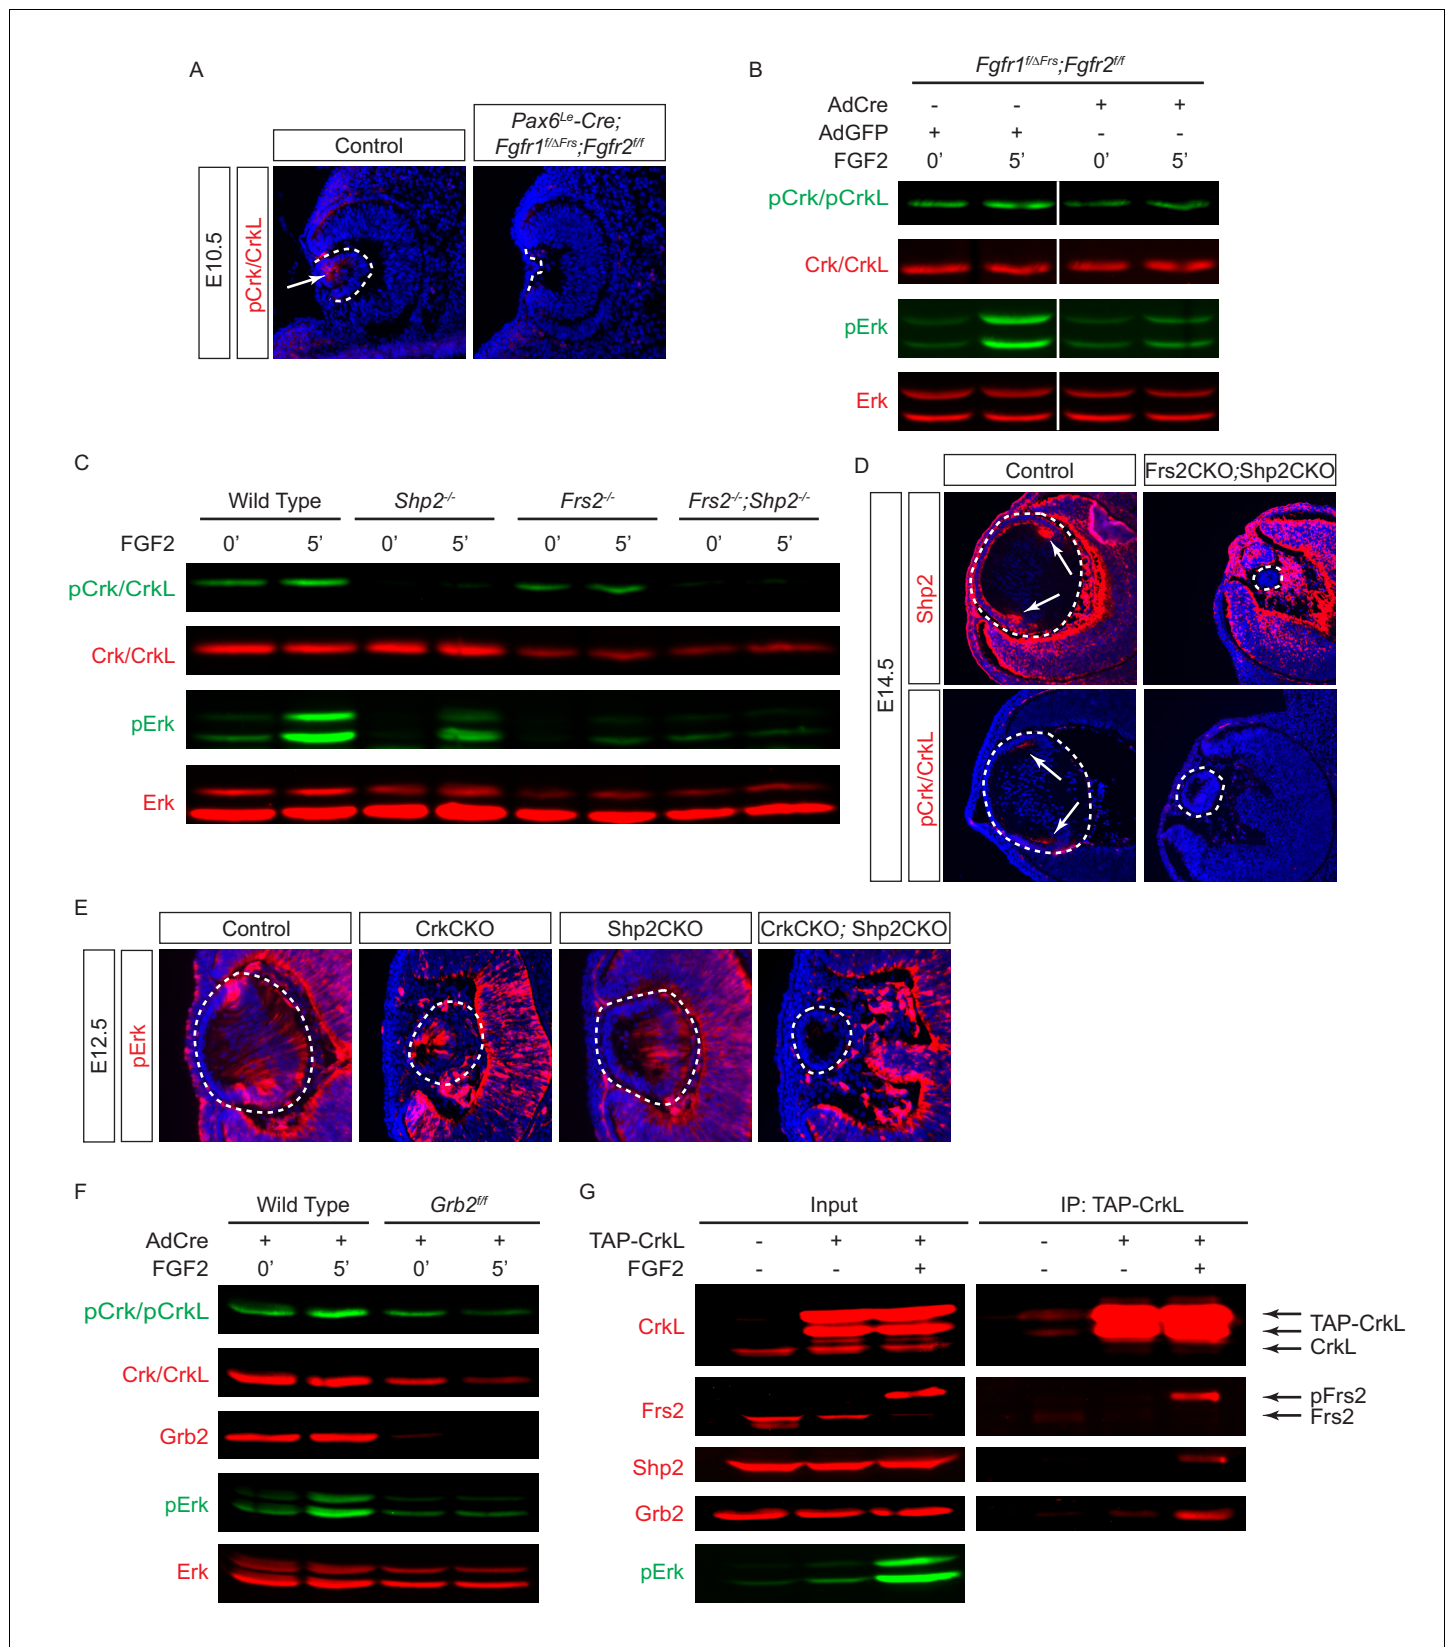 A
Control
Pax6Le-Cre;
Fgfr1f/ΔFrs;Fgfr2f/f
E10.5
pCrk/CrkL
B
Fgfr1f/ΔFrs;Fgfr2f/f
AdCre - - + +
AdGFP + + - -
FGF2 0’ 5’ 0’ 5’
pCrk/pCrkL
Crk/CrkL
pErk
Erk
C
Wild Type Shp2-/- Frs2-/- Frs2-/-;Shp2-/-
FGF2 0’ 5’ 0’ 5’ 0’ 5’ 0’ 5’
pCrk/CrkL
Crk/CrkL
pErk
Erk
D
Control Frs2CKO;Shp2CKO
E14.5
Shp2
pCrk/CrkL
E
Control CrkCKO Shp2CKO CrkCKO; Shp2CKO
E12.5
pErk
F
Wild Type Grb2f/f
AdCre + + + +
FGF2 0’ 5’ 0’ 5’
pCrk/pCrkL
Crk/CrkL
Grb2
pErk
Erk
G
Input IP: TAP-CrkL
TAP-CrkL - + + - + +
FGF2 - - + - - +
CrkL
TAP-CrkL
CrkL
Frs2
pFrs2
Frs2
Shp2
Grb2
pErk